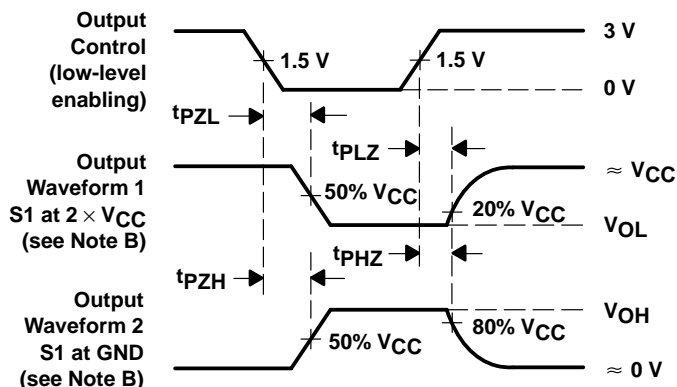 Output
Control
(low-level
enabling)
1.5 V
1.5 V
3 V
0 V
tPZL
tPLZ
Output
Waveform 1
S1 at 2 × VCC
(see Note B)
50% VCC
20% VCC
≈ VCC
VOL
tPZH
tPHZ
Output
Waveform 2
S1 at GND
(see Note B)
50% VCC
80% VCC
VOH
≈ 0 V